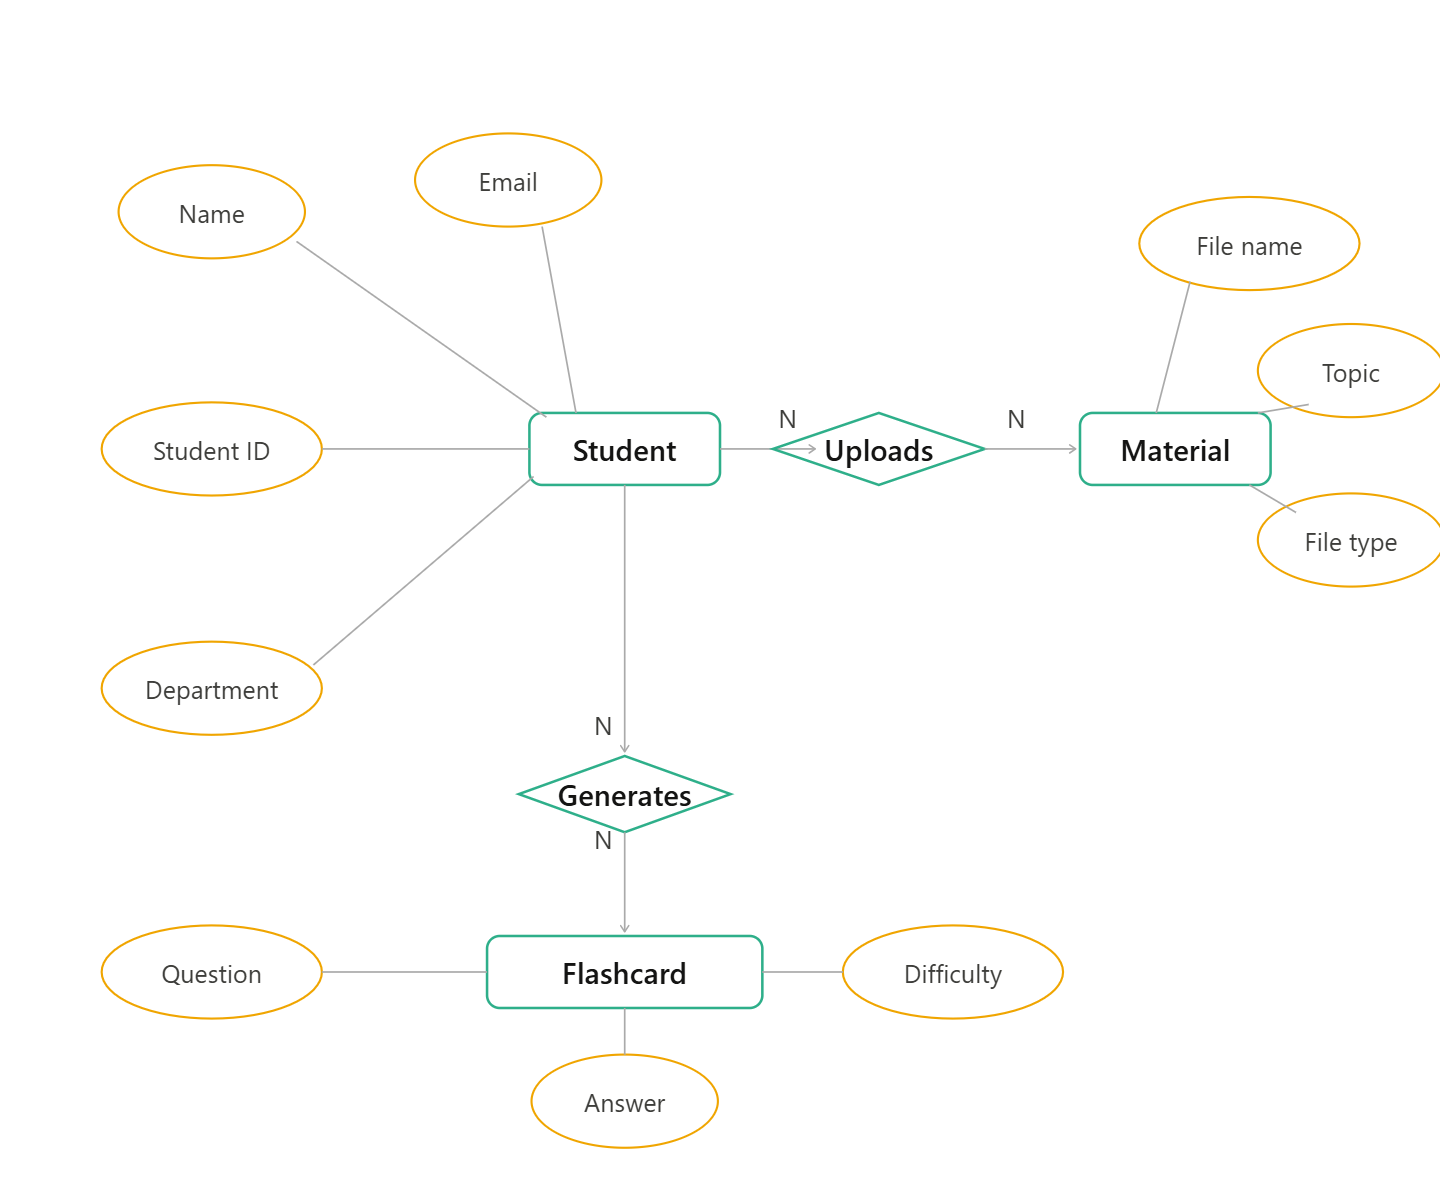 Email
Name
File name
Topic
N
N
Student ID
Student
Uploads
Material
File type
Department
N
Generates
N
Question
Flashcard
Difficulty
Answer